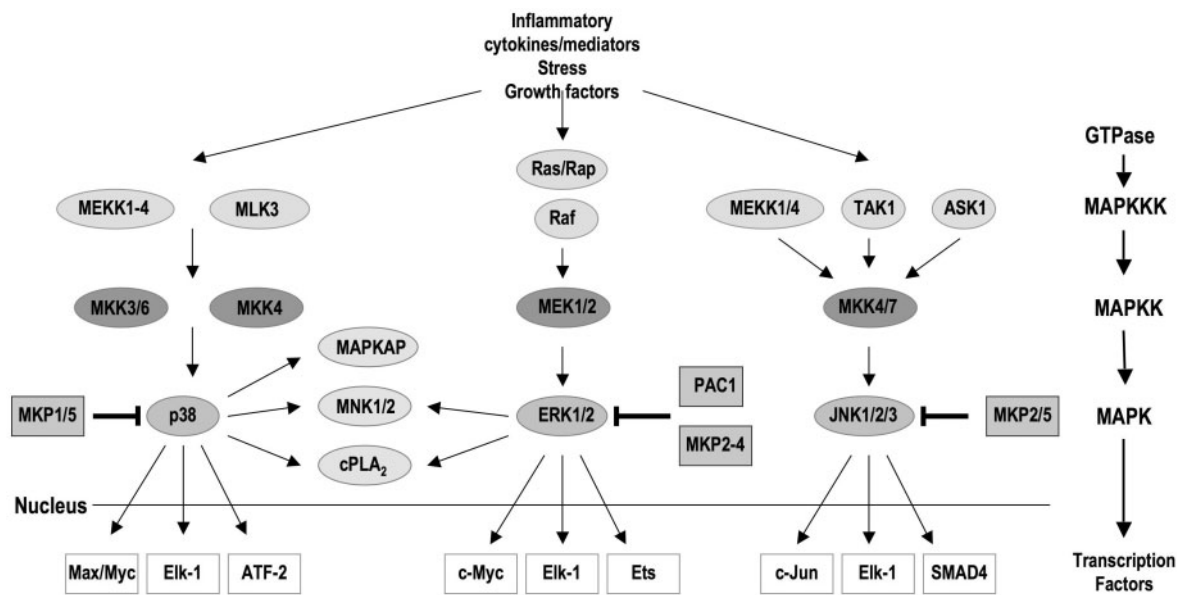 Inflammatory
cytokines/mediators
Stress
Growth factors
GTPase
Ras/Rap
MEKK1-4 MLK3 Raf MEKK1/4 TAK1 ASK1 MAPKKK
MKK3/6 MKK4 MEK1/2 MKK4/7 MAPKK
MAPKAP
PAC1
MKP1/5 p38 MNK1/2 ERK1/2 JNK1/2/3 MKP2/5 MAPK
MKP2-4
cPLA₂
Nucleus
Max/Myc Elk-1 ATF-2 c-Myc Elk-1 Ets c-Jun Elk-1 SMAD4 Transcription
Factors